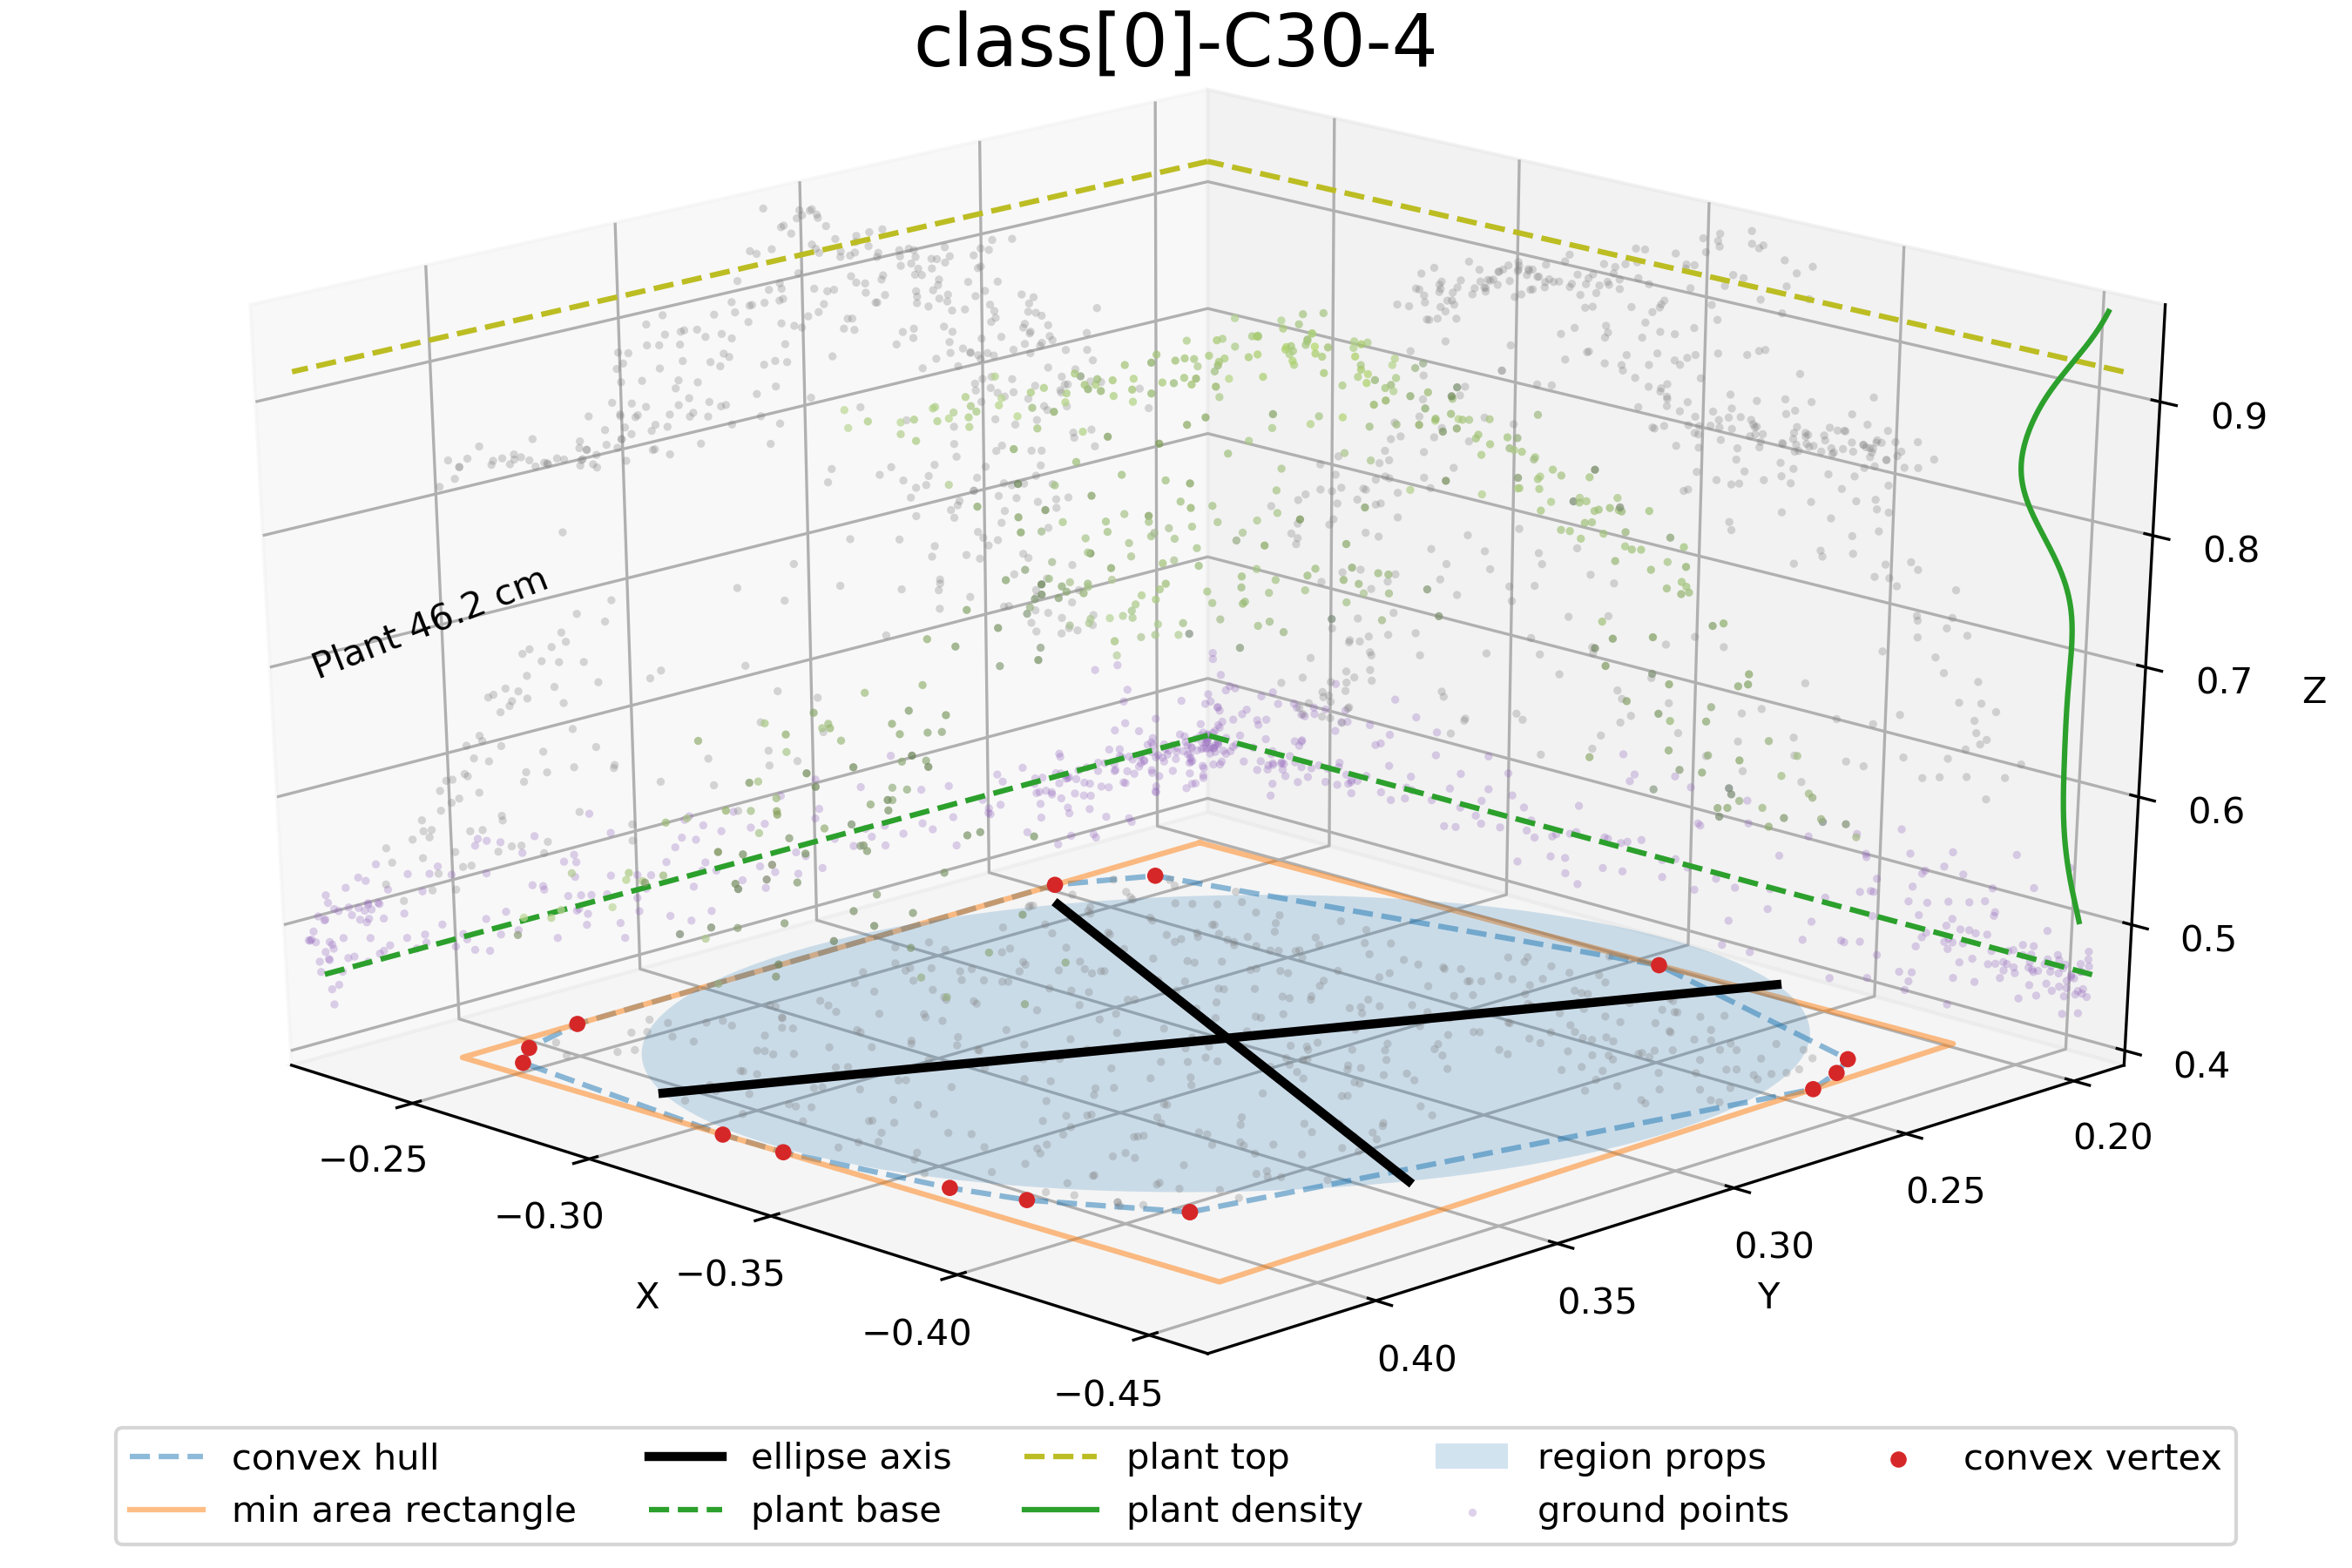 class[0]-C30-4
Plant 46.2 cm
0.9
0.8
0.7
Z
0.6
0.5
0.4
0.20
0.25
0.30
Y
0.35
0.40
−0.25
−0.30
−0.35
X
−0.40
−0.45
convex hull
min area rectangle
ellipse axis
plant base
plant top
plant density
region props
ground points
convex vertex